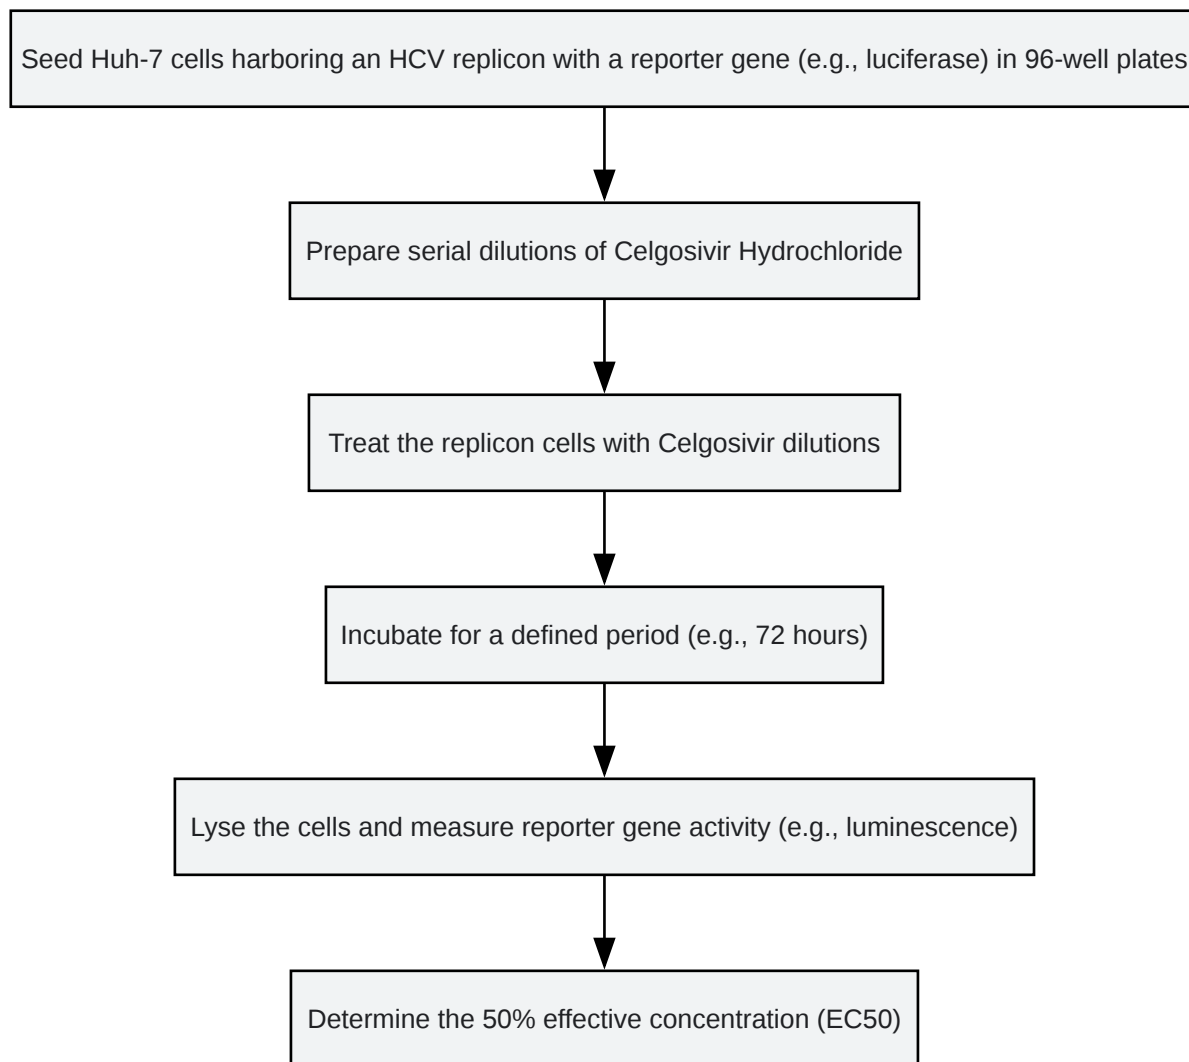 Seed Huh-7 cells harboring an HCV replicon with a reporter gene (e.g., luciferase) in 96-well plates
Prepare serial dilutions of Celgosivir Hydrochloride
Treat the replicon cells with Celgosivir dilutions
Incubate for a defined period (e.g., 72 hours)
Lyse the cells and measure reporter gene activity (e.g., luminescence)
Determine the 50% effective concentration (EC50)